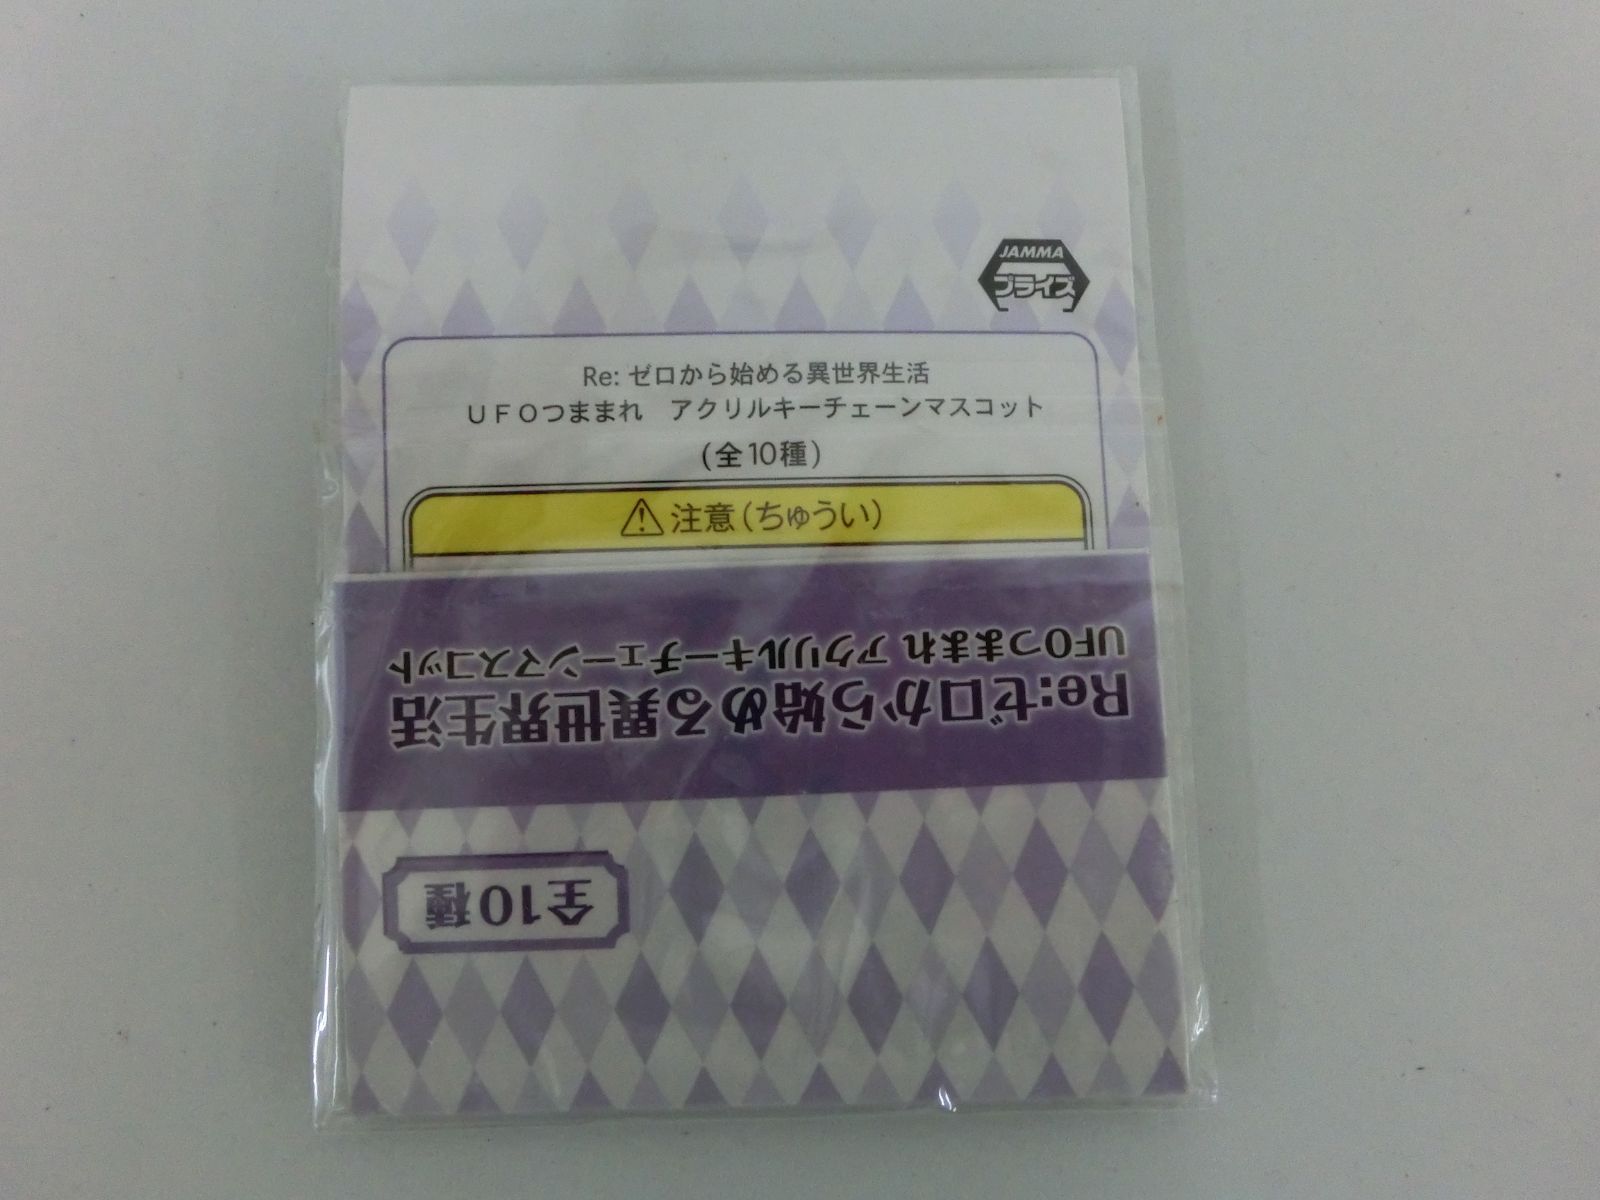 JAMMA
プライズ
Re: ゼロから始める異世界生活
UFOつままれ　アクリルキーチェーンマスコット
(全10種)
注意(ちゅうい)
Re:ゼロから始める異世界生活
UFOつままれ アクリルキーチェーンマスコット
全10種